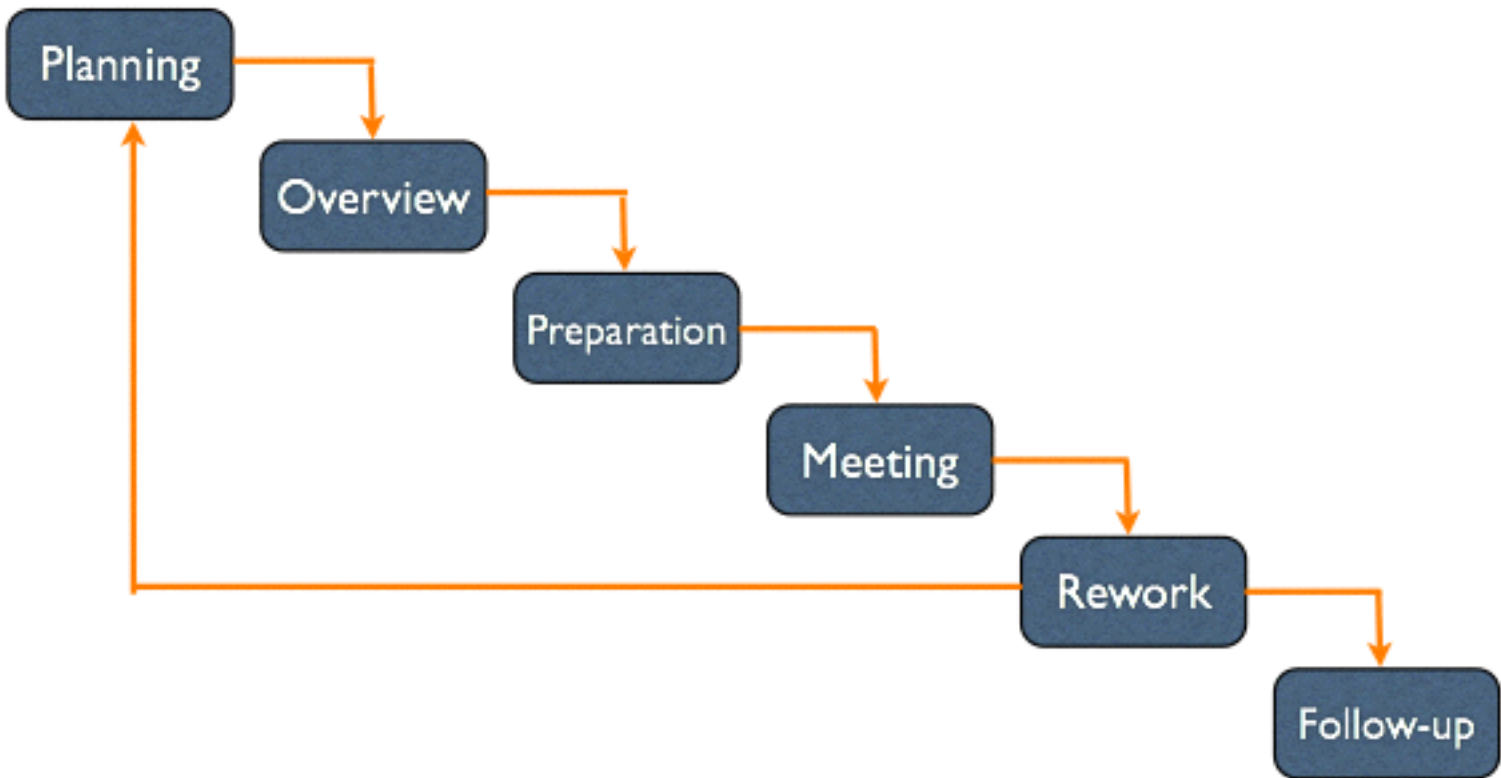 Planning
Overview
Preparation
Meeting
Rework
Follow-up